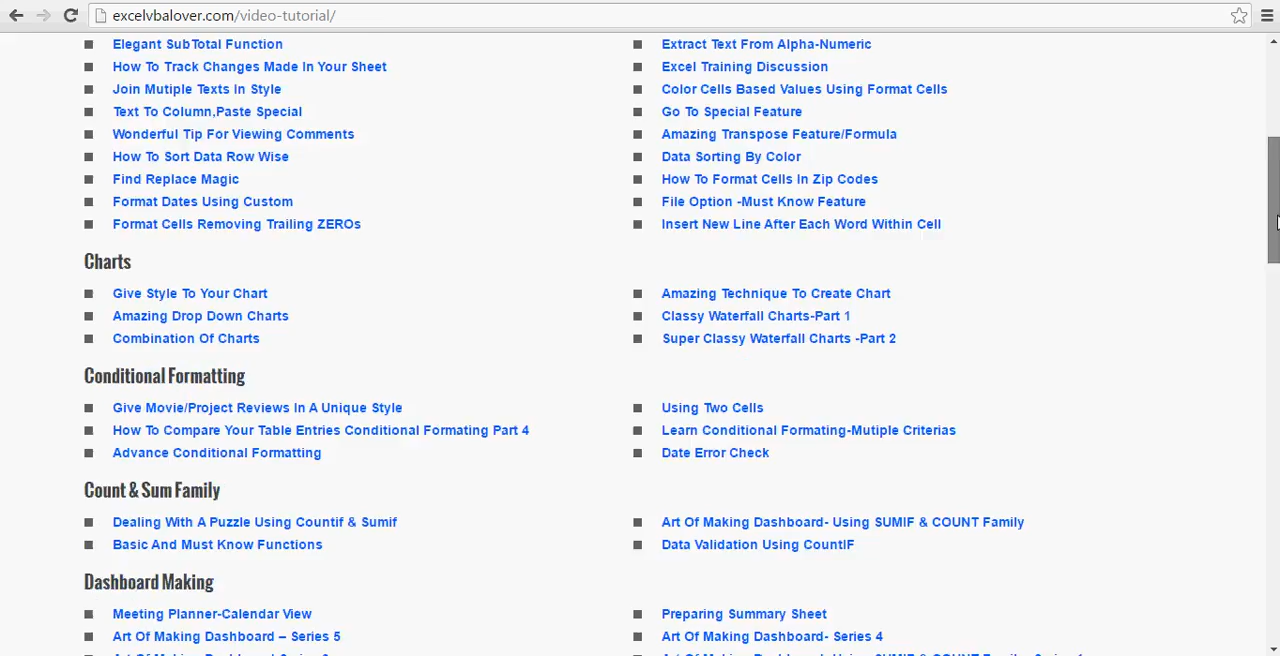 excelvbalover.com/video-tutorial/
Elegant SubTotal Function
Extract Text From Alpha-Numeric
How To Track Changes Made In Your Sheet
Excel Training Discussion
Join Mutiple Texts In Style
Color Cells Based Values Using Format Cells
Text To Column,Paste Special
Go To Special Feature
Wonderful Tip For Viewing Comments
Amazing Transpose Feature/Formula
How To Sort Data Row Wise
Data Sorting By Color
Find Replace Magic
How To Format Cells In Zip Codes
Format Dates Using Custom
File Option -Must Know Feature
Format Cells Removing Trailing ZEROs
Insert New Line After Each Word Within Cell
Charts
Give Style To Your Chart
Amazing Technique To Create Chart
Amazing Drop Down Charts
Classy Waterfall Charts-Part 1
Combination Of Charts
Super Classy Waterfall Charts -Part 2
Conditional Formatting
Give Movie/Project Reviews In A Unique Style
Using Two Cells
How To Compare Your Table Entries Conditional Formating Part 4
Learn Conditional Formating-Mutiple Criterias
Advance Conditional Formatting
Date Error Check
Count & Sum Family
Dealing With A Puzzle Using Countif & Sumif
Art Of Making Dashboard- Using SUMIF & COUNT Family
Basic And Must Know Functions
Data Validation Using CountIF
Dashboard Making
Meeting Planner-Calendar View
Preparing Summary Sheet
Art Of Making Dashboard – Series 5
Art Of Making Dashboard- Series 4